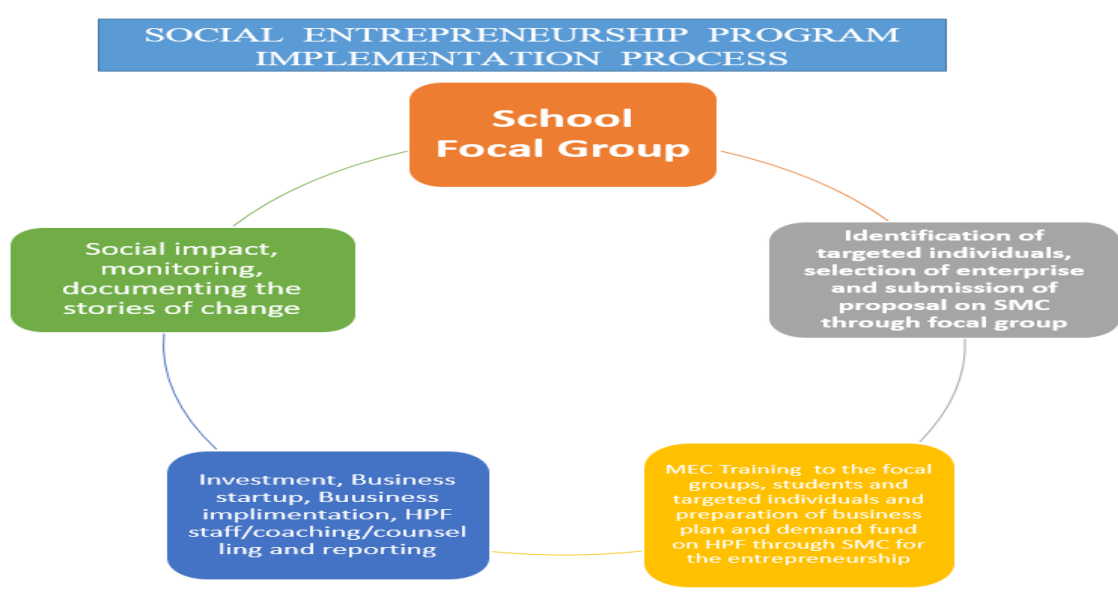 SOCIAL ENTREPRENEURSHIP PROGRAM
IMPLEMENTATION PROCESS
School
Focal Group
Identification of
targeted individuals,
selection of enterprise
and submission of
proposal on SMC
through focal group
MEC Training to the focal
groups, students and
targeted individuals and
preparation of business
plan and demand fund
on HPF through SMC for
the entrepreneurship
Investment, Business
startup, Buusiness
implimentation, HPF
staff/coaching/counsel
ling and reporting
Social impact,
monitoring,
documenting the
stories of change